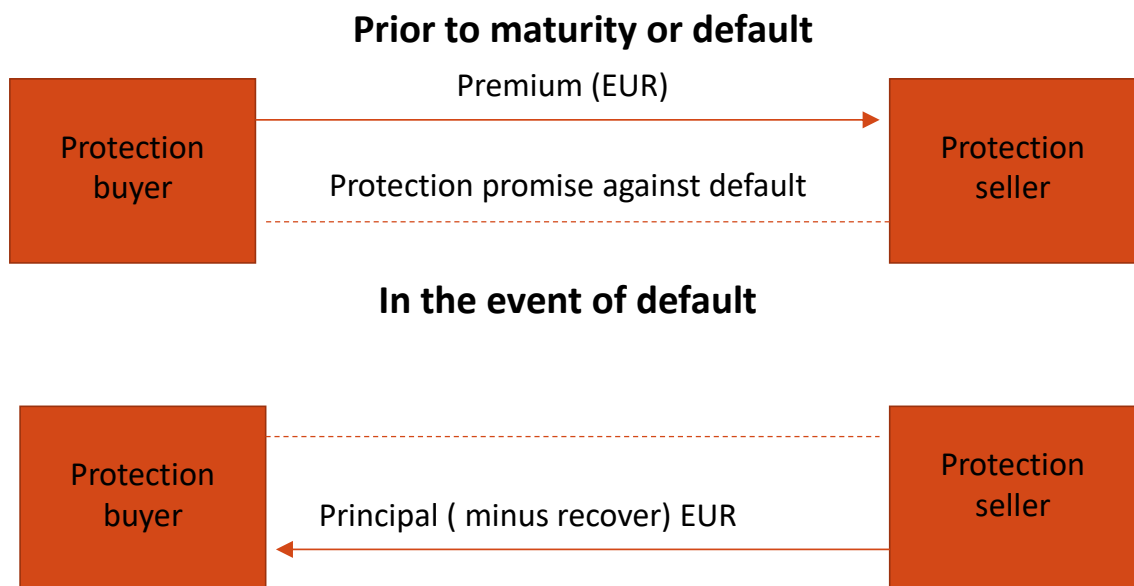 Prior to maturity or default
Premium (EUR)
Protection
buyer
Protection promise against default
Protection
seller
In the event of default
Protection
buyer
Principal ( minus recover) EUR
Protection
seller